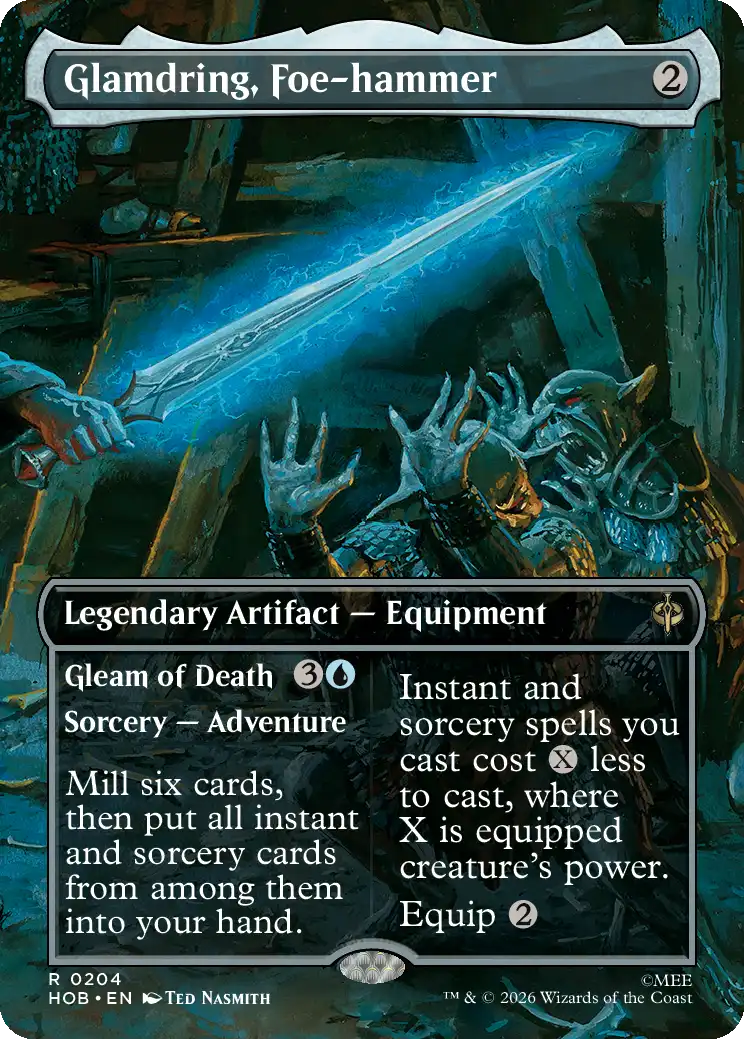 Glamdring, Foe-hammer 2
Legendary Artifact — Equipment
Gleam of Death 3
Sorcery — Adventure
Mill six cards,
then put all instant
and sorcery cards
from among them
into your hand.
Instant and
sorcery spells you
cast cost X less
to cast, where
X is equipped
creature's power.
Equip 2
R 0204
HOB • EN Ted Nasmith
©MEE
™ & © 2026 Wizards of the Coast